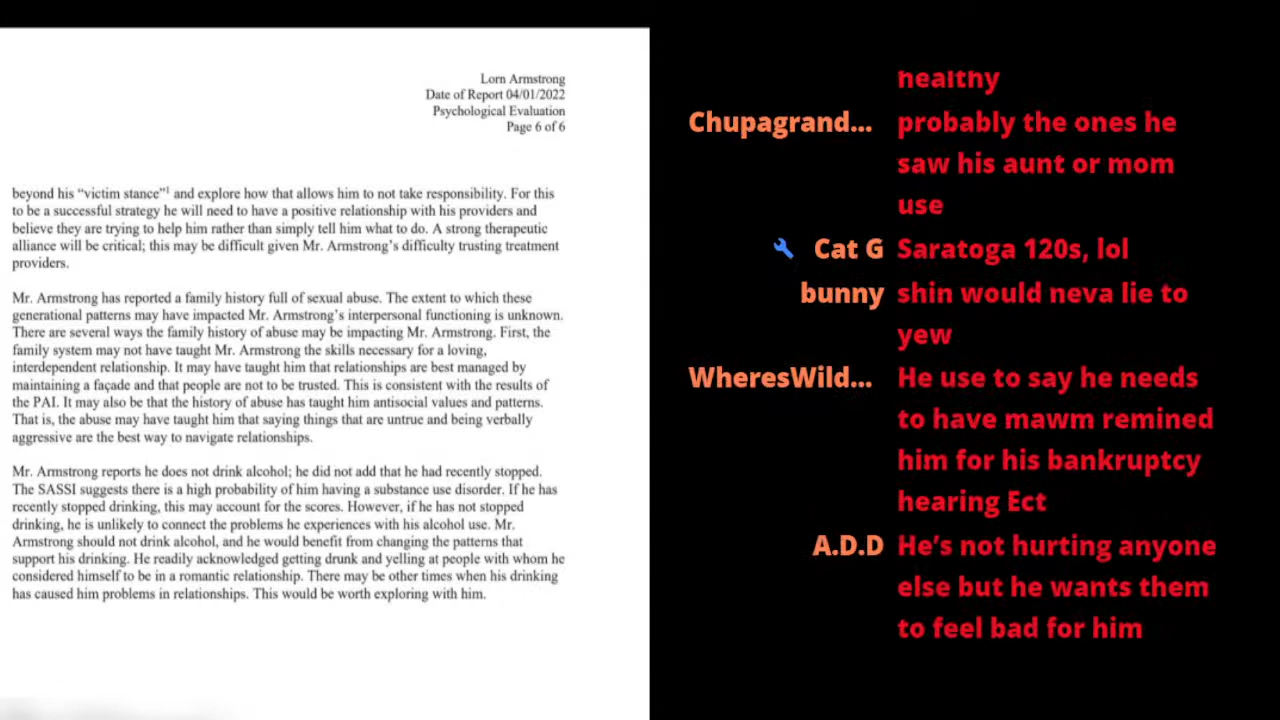 Lorn Armstrong
Date of Report 04/01/2022
Psychological Evaluation
Page 6 of 6
beyond his “victim stance”1 and explore how that allows him to not take responsibility. For this
to be a successful strategy he will need to have a positive relationship with his providers and
believe they are trying to help him rather than simply tell him what to do. A strong therapeutic
alliance will be critical; this may be difficult given Mr. Armstrong’s difficulty trusting treatment
providers.
Mr. Armstrong has reported a family history full of sexual abuse. The extent to which these
generational patterns may have impacted Mr. Armstrong’s interpersonal functioning is unknown.
There are several ways the family history of abuse may be impacting Mr. Armstrong. First, the
family system may not have taught Mr. Armstrong the skills necessary for a loving,
interdependent relationship. It may have taught him that relationships are best managed by
maintaining a façade and that people are not to be trusted. This is consistent with the results of
the PAI. It may also be that the history of abuse has taught him antisocial values and patterns.
That is, the abuse may have taught him that saying things that are untrue and being verbally
aggressive are the best way to navigate relationships.
Mr. Armstrong reports he does not drink alcohol; he did not add that he had recently stopped.
The SASSI suggests there is a high probability of him having a substance use disorder. If he has
recently stopped drinking, this may account for the scores. However, if he has not stopped
drinking, he is unlikely to connect the problems he experiences with his alcohol use. Mr.
Armstrong should not drink alcohol, and he would benefit from changing the patterns that
support his drinking. He readily acknowledged getting drunk and yelling at people with whom he
considered himself to be in a romantic relationship. There may be other times when his drinking
has caused him problems in relationships. This would be worth exploring with him.
healthy
Chupagrand... probably the ones he
saw his aunt or mom
use
Cat G Saratoga 120s, lol
bunny shin would neva lie to
yew
WheresWild... He use to say he needs
to have mawm remined
him for his bankruptcy
hearing Ect
A.D.D He’s not hurting anyone
else but he wants them
to feel bad for him